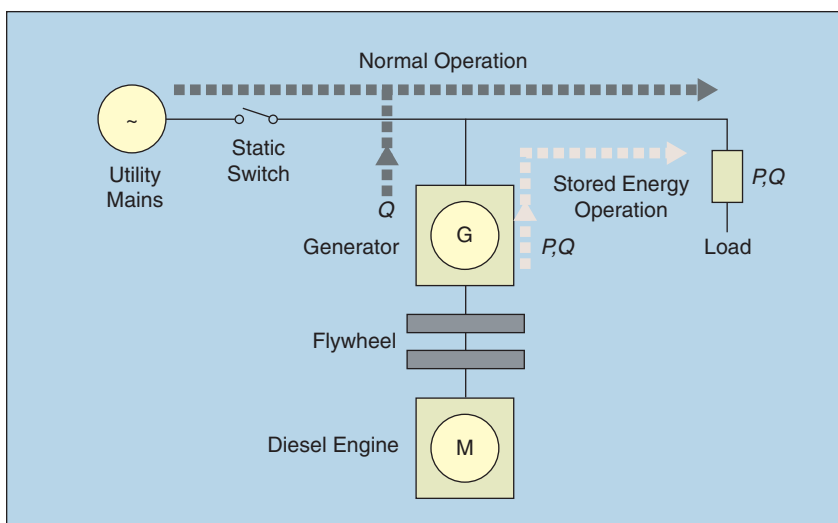 Normal Operation
~
Utility
Mains
Static
Switch
Q
Stored Energy
Operation
P,Q
Load
Generator
G
P,Q
Flywheel
Diesel Engine
M